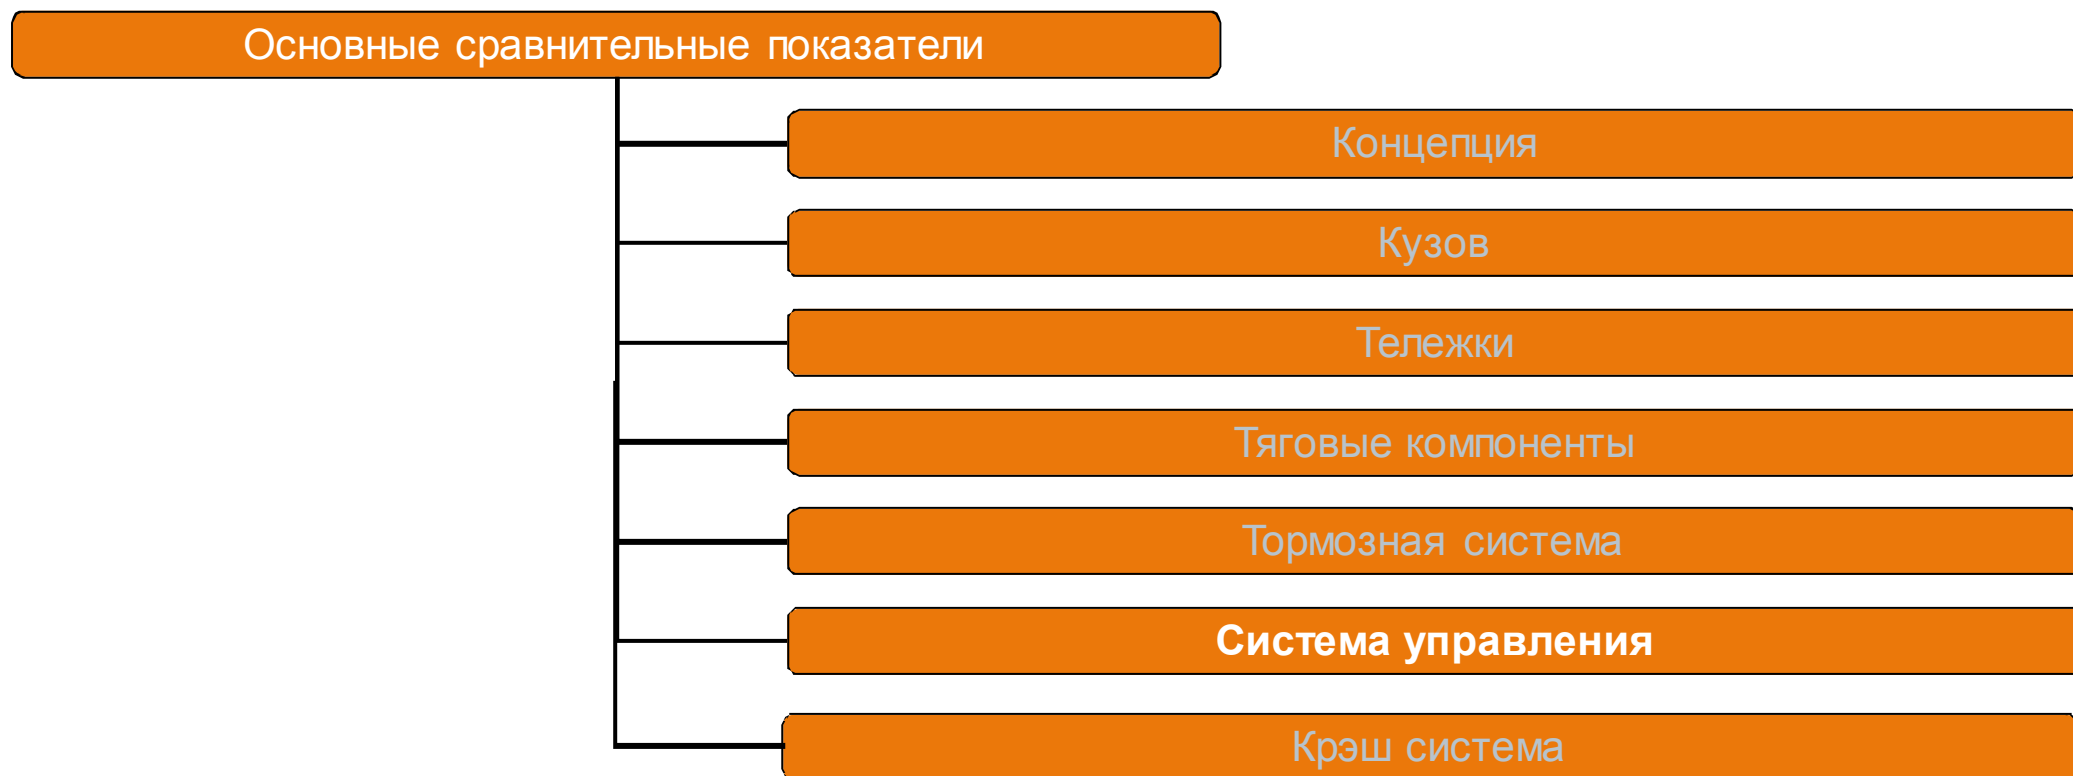 Основные сравнительные показатели
Концепция
Кузов
Тележки
Тяговые компоненты
Тормозная система
Система управления
Крэш система